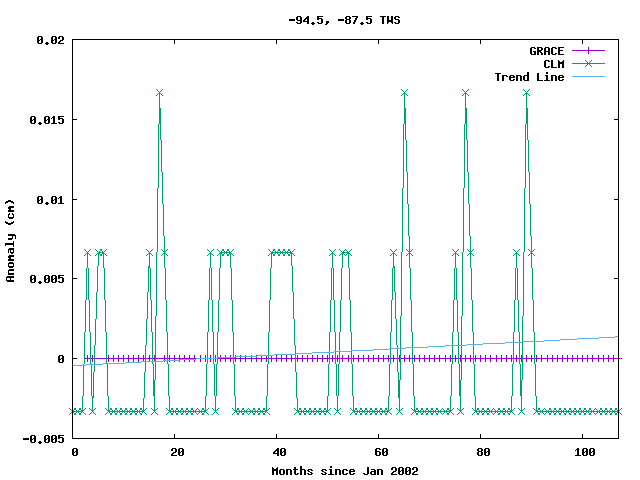 -94.5, -87.5 TWS
GRACE
CLM
Trend Line
0.02
0.015
0.01
0.005
0
-0.005
Anomaly (cm)
0 20 40 60 80 100
Months since Jan 2002